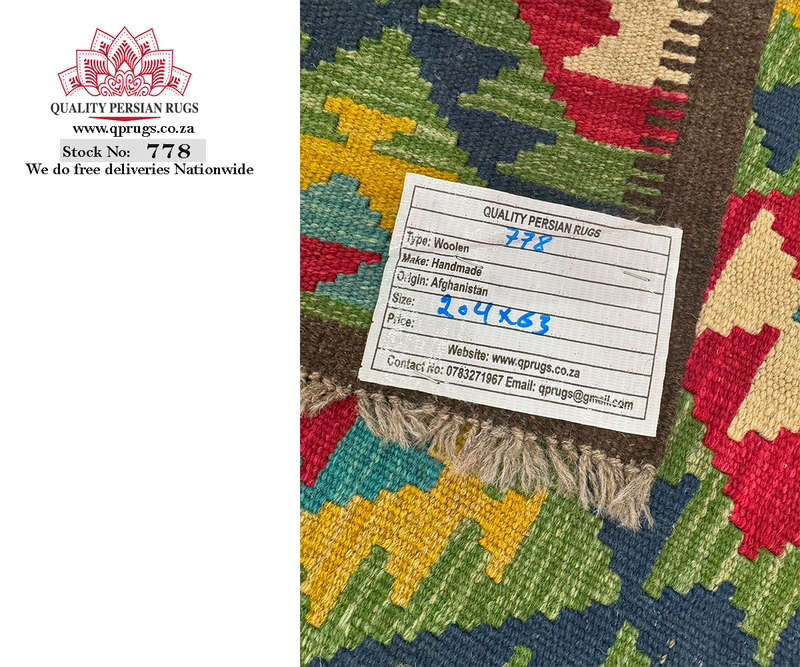 QUALITY PERSIAN RUGS
www.qprugs.co.za
Stock No: 778
We do free deliveries Nationwide
QUALITY PERSIAN RUGS
778
Type: Woolen
Make: Handmade
Origin: Afghanistan
Size: 204x63
Price:
Website: www.qprugs.co.za
Contact No: 0783271967 Email: qprugs@gmail.com